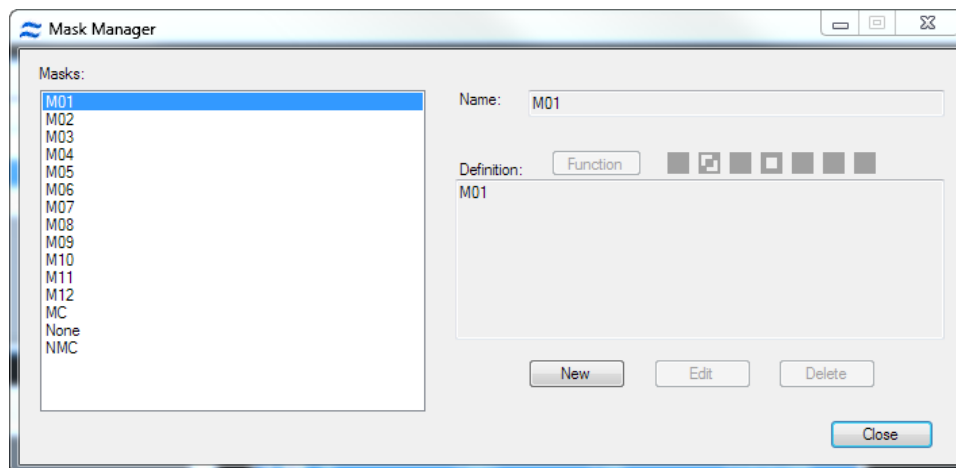 Mask Manager
Masks:
M01
M02
M03
M04
M05
M06
M07
M08
M09
M10
M11
M12
MC
None
NMC
Name: M01
Definition: Function
M01
New Edit Delete
Close